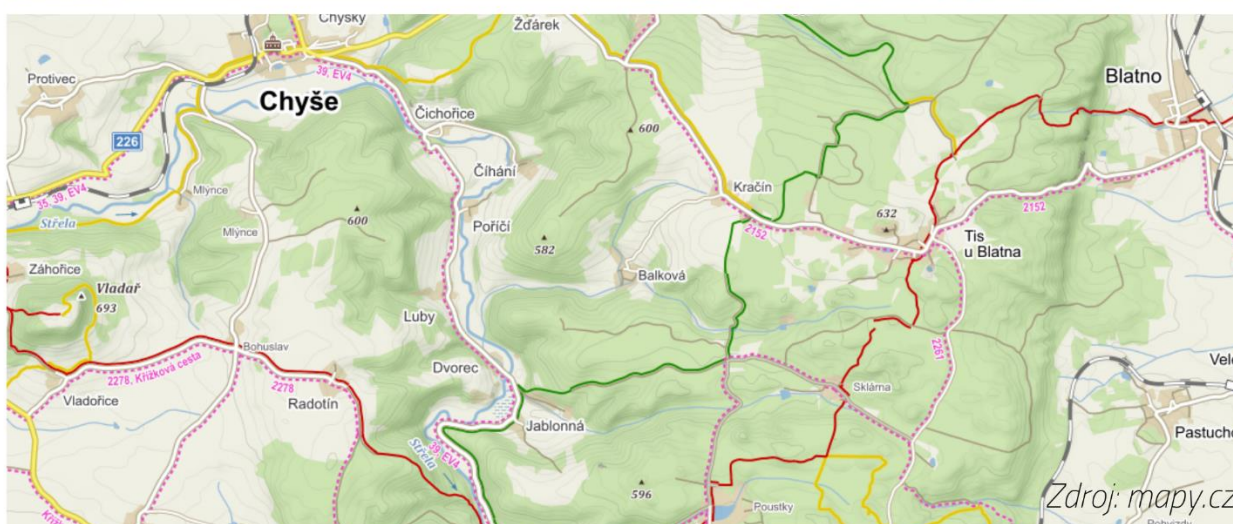 Chyšky
Žďárek
Protivec
39, EV4
Blatno
Chyše
Čichořice
600
226
Číhání
Kračín
35, 39, EV4
Mlýnce
2152
Střela
600
Poříčí
2152
632
Mlýnce
582
Tis
u Blatna
Záhořice
Balková
Vladař
693
Luby
2261
Bohuslav
Dvorec
2278, Křížková cesta
2278
Sklárna
Vladořice
Radotín
Jablonná
Střela
39, EV4
Pastucho
596
Poustky
Zdroj: mapy.cz